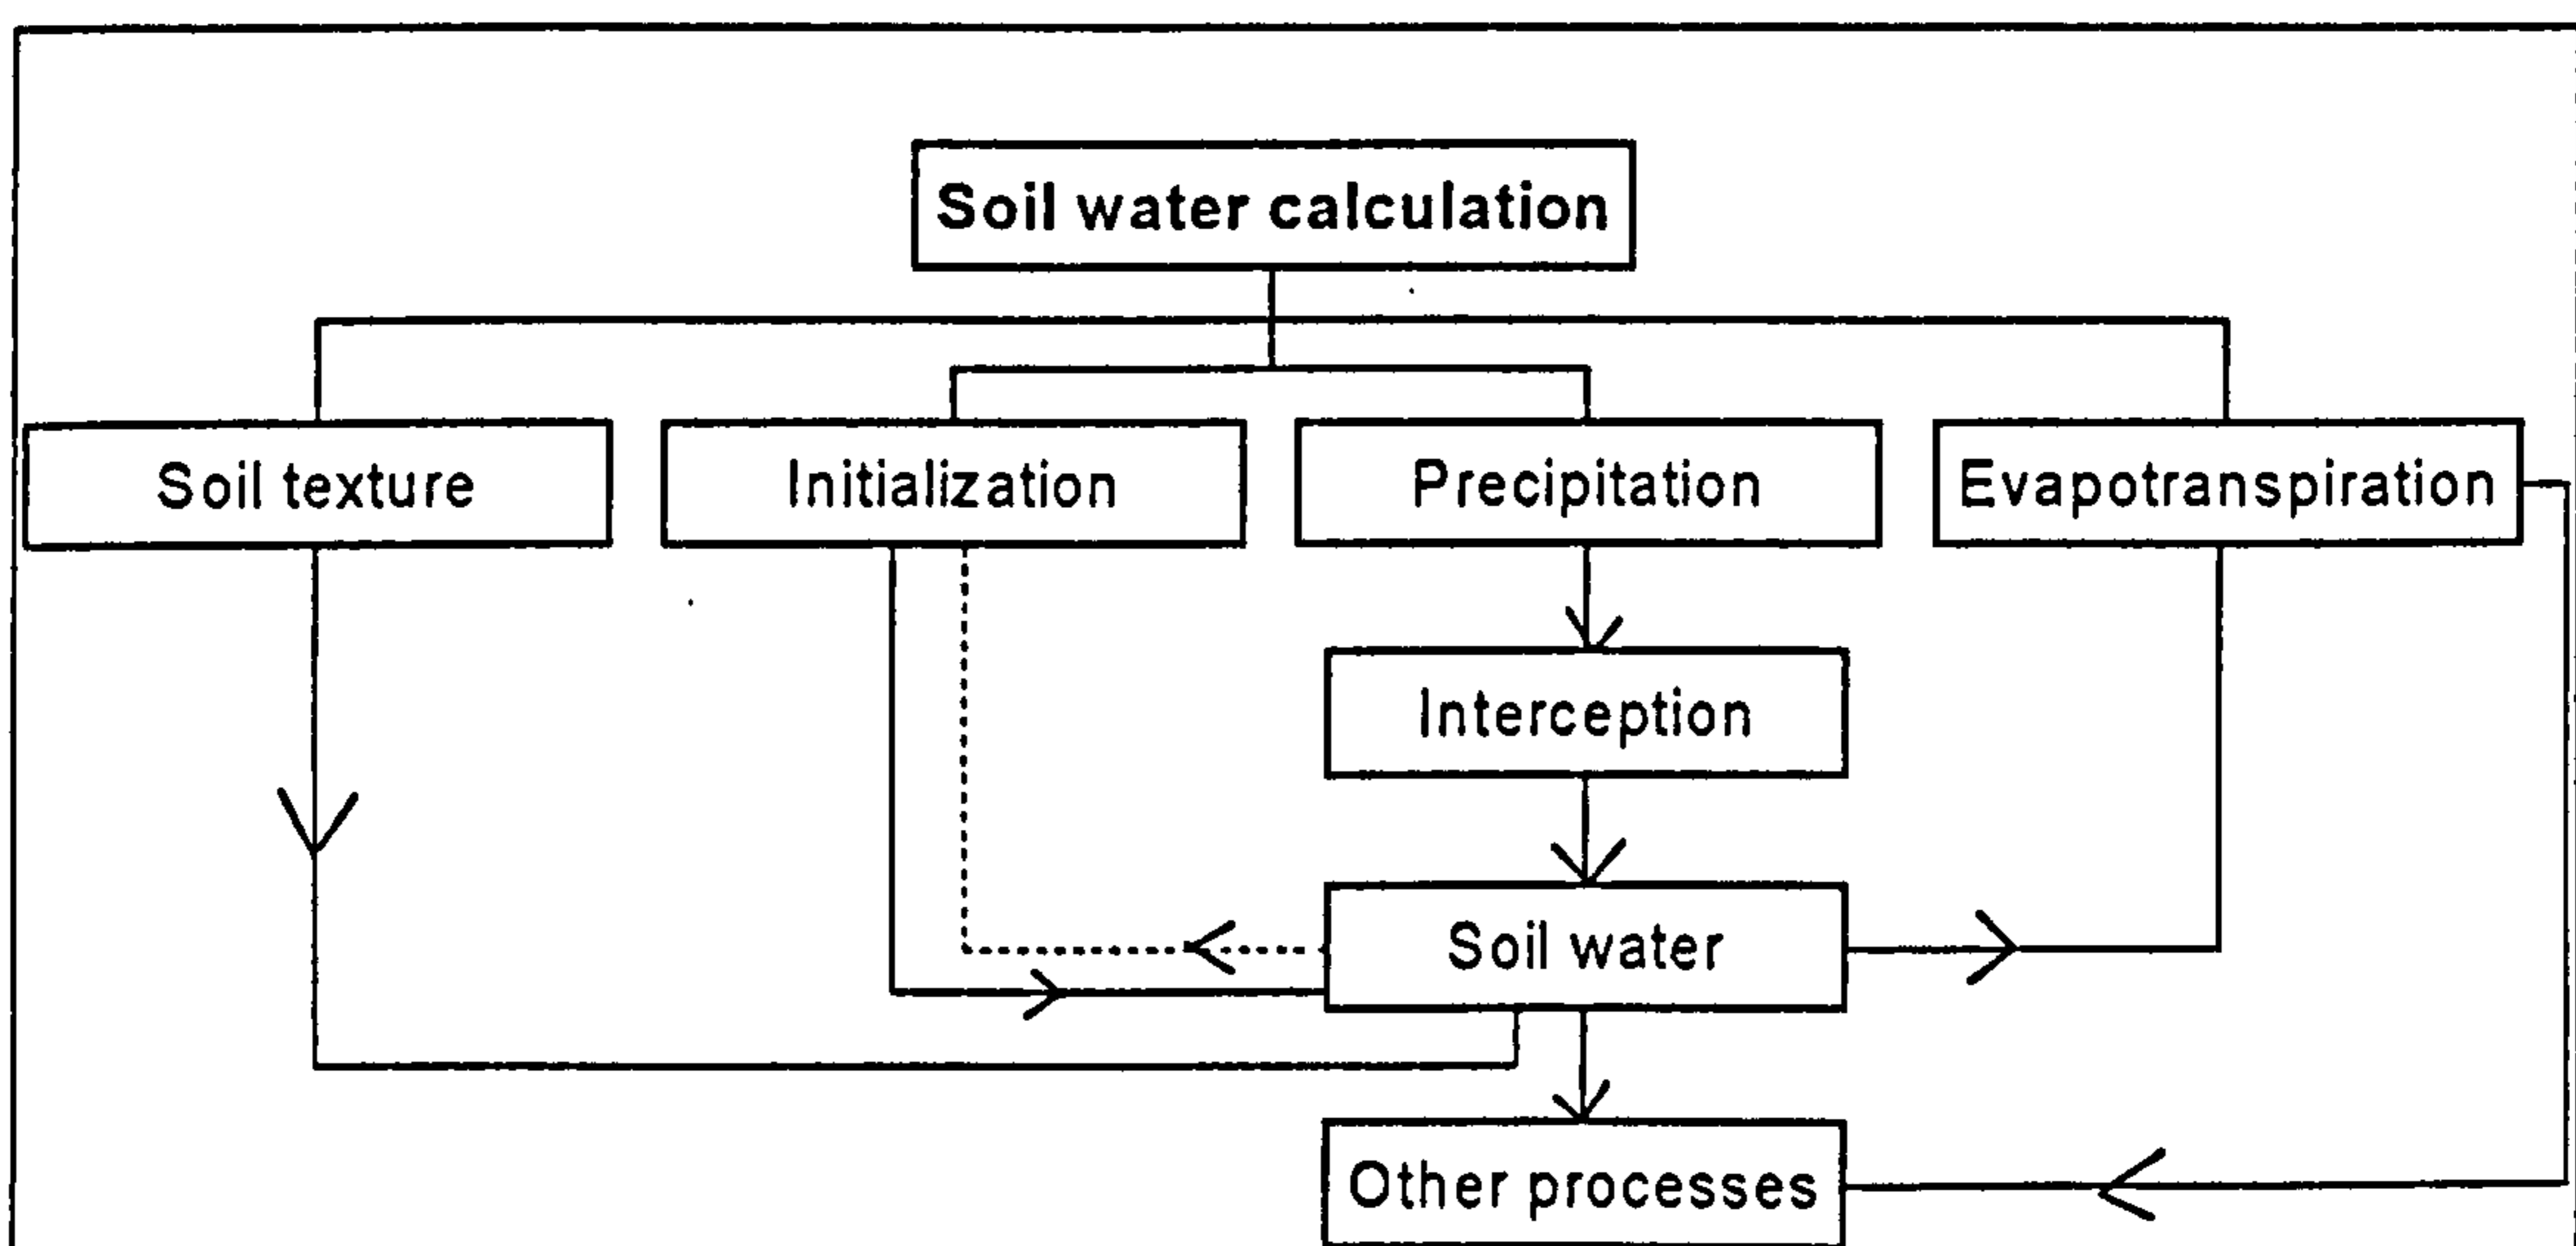 Soil water calculation
Soil texture
Initialization
Precipitation
Evapotranspiration
Interception
Soil water
Other processes